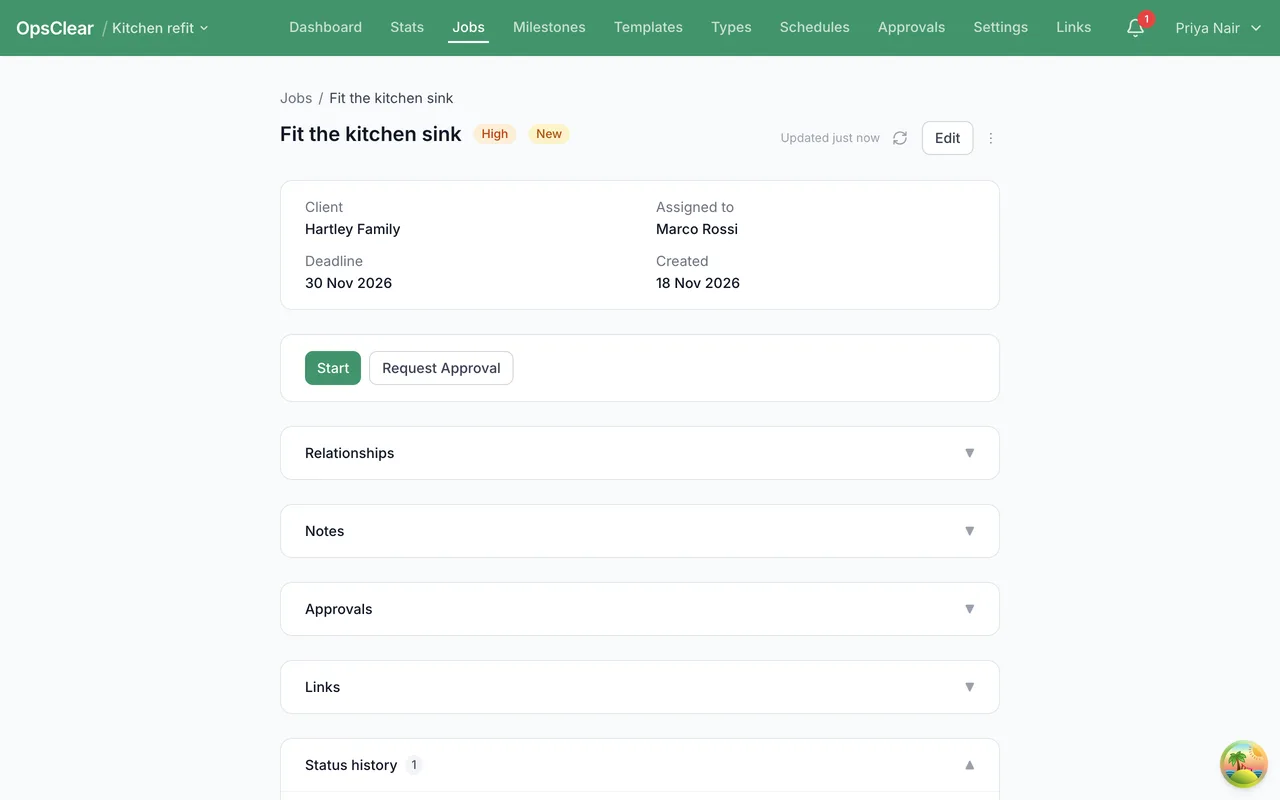 OpsClear / Kitchen refit Dashboard Stats Jobs Milestones Templates Types Schedules Approvals Settings Links 1 Priya Nair
Jobs / Fit the kitchen sink
Fit the kitchen sink High New Updated just now Edit
Client Assigned to
Hartley Family Marco Rossi
Deadline Created
30 Nov 2026 18 Nov 2026
Start Request Approval
Relationships
Notes
Approvals
Links
Status history 1